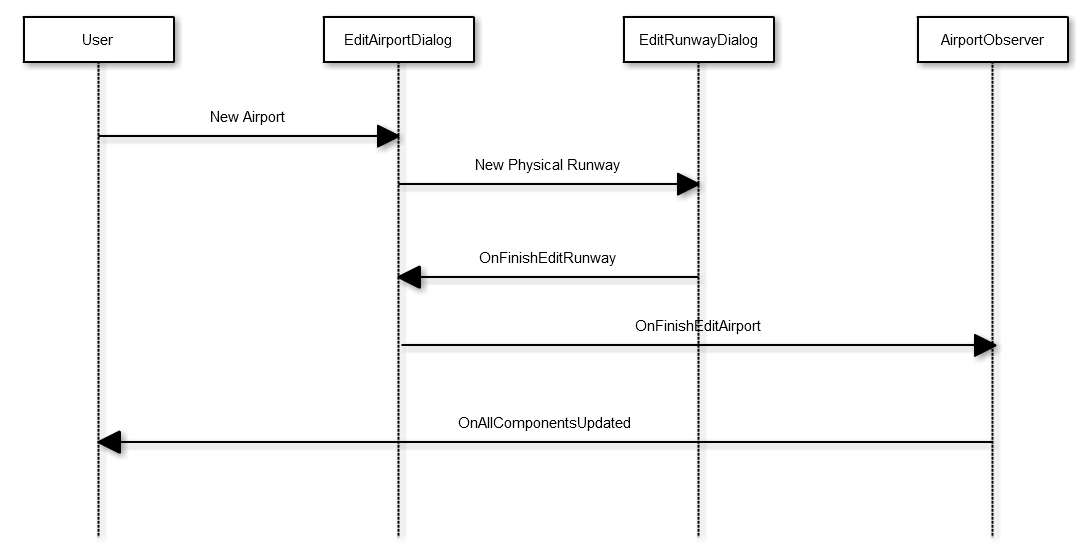 User
EditAirportDialog
EditRunwayDialog
AirportObserver
New Airport
New Physical Runway
OnFinishEditRunway
OnFinishEditAirport
OnAllComponentsUpdated